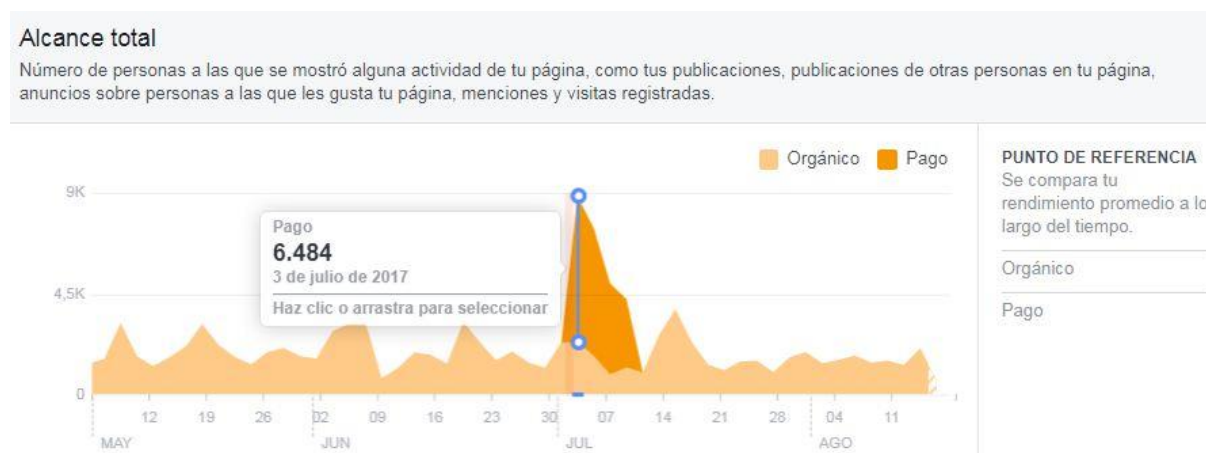 Alcance total
Número de personas a las que se mostró alguna actividad de tu página, como tus publicaciones, publicaciones de otras personas en tu página,
anuncios sobre personas a las que les gusta tu página, menciones y visitas registradas.
Orgánico Pago
9K
4,5K
0
Pago
6.484
3 de julio de 2017
Haz clic o arrastra para seleccionar
12 19 26 02 09 16 23 30 07 14 21 28 04 11
MAY JUN JUL AGO
PUNTO DE REFERENCIA
Se compara tu
rendimiento promedio a lo
largo del tiempo.
Orgánico
Pago